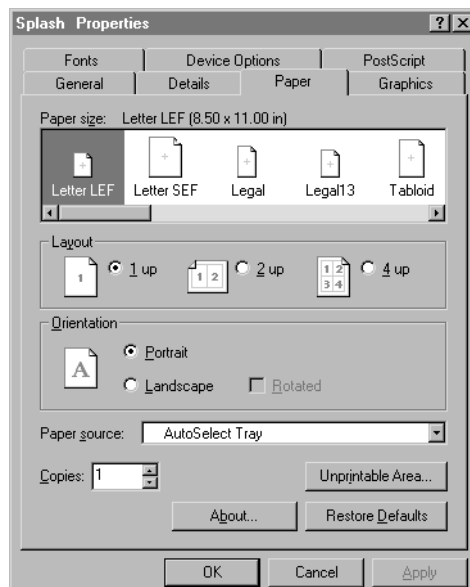 Splash Properties
Fonts Device Options PostScript
General Details Paper Graphics
Paper size: Letter LEF (8.50 x 11.00 in)
Letter LEF Letter SEF Legal Legal13 Tabloid
Layout
1 1 up 1 2 2 up 1 2 3 4 4 up
Orientation
A
Portrait
Landscape Rotated
Paper source: AutoSelect Tray
Copies: 1 Unprintable Area...
About... Restore Defaults
OK Cancel Apply